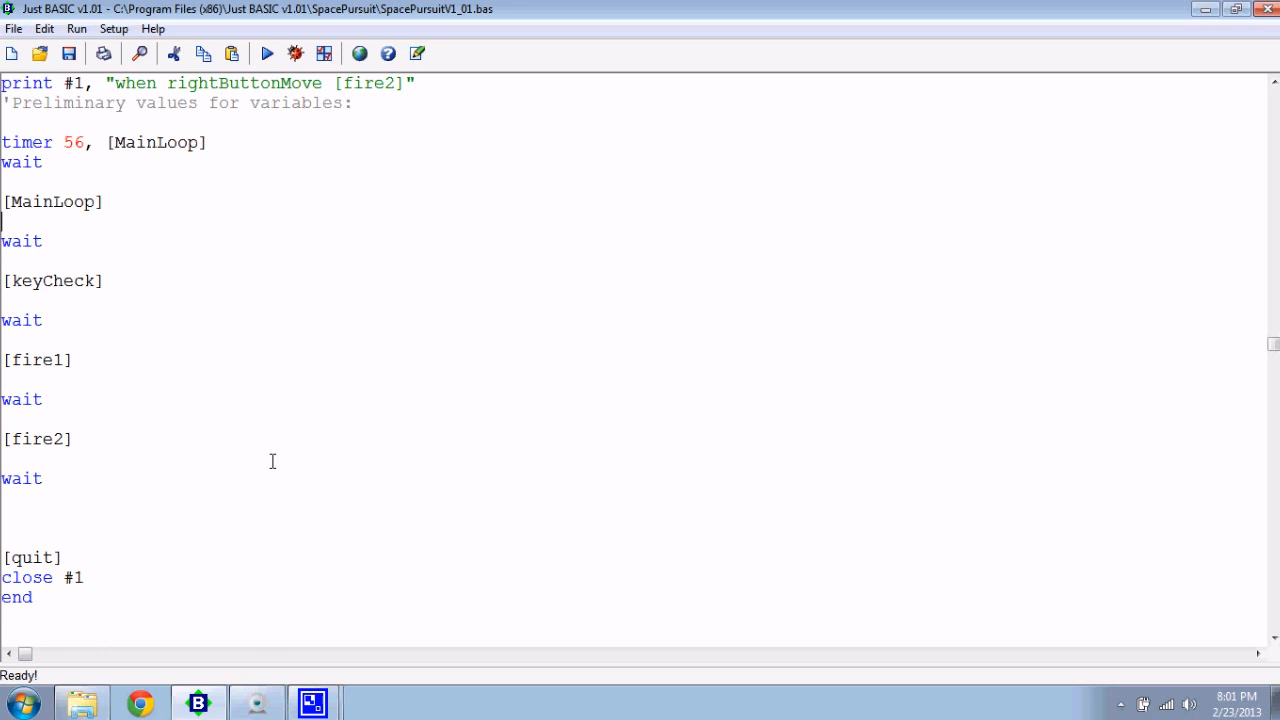 Just BASIC v1.01 - C:\Program Files (x86)\Just BASIC v1.01\SpacePursuit\SpacePursuitV1_01.bas
File Edit Run Setup Help
print #1, "when rightButtonMove [fire2]"
'Preliminary values for variables:
timer 56, [MainLoop]
wait
[MainLoop]
wait
[keyCheck]
wait
[fire1]
wait
[fire2]
wait
[quit]
close #1
end
Ready!
8:01 PM
2/23/2013